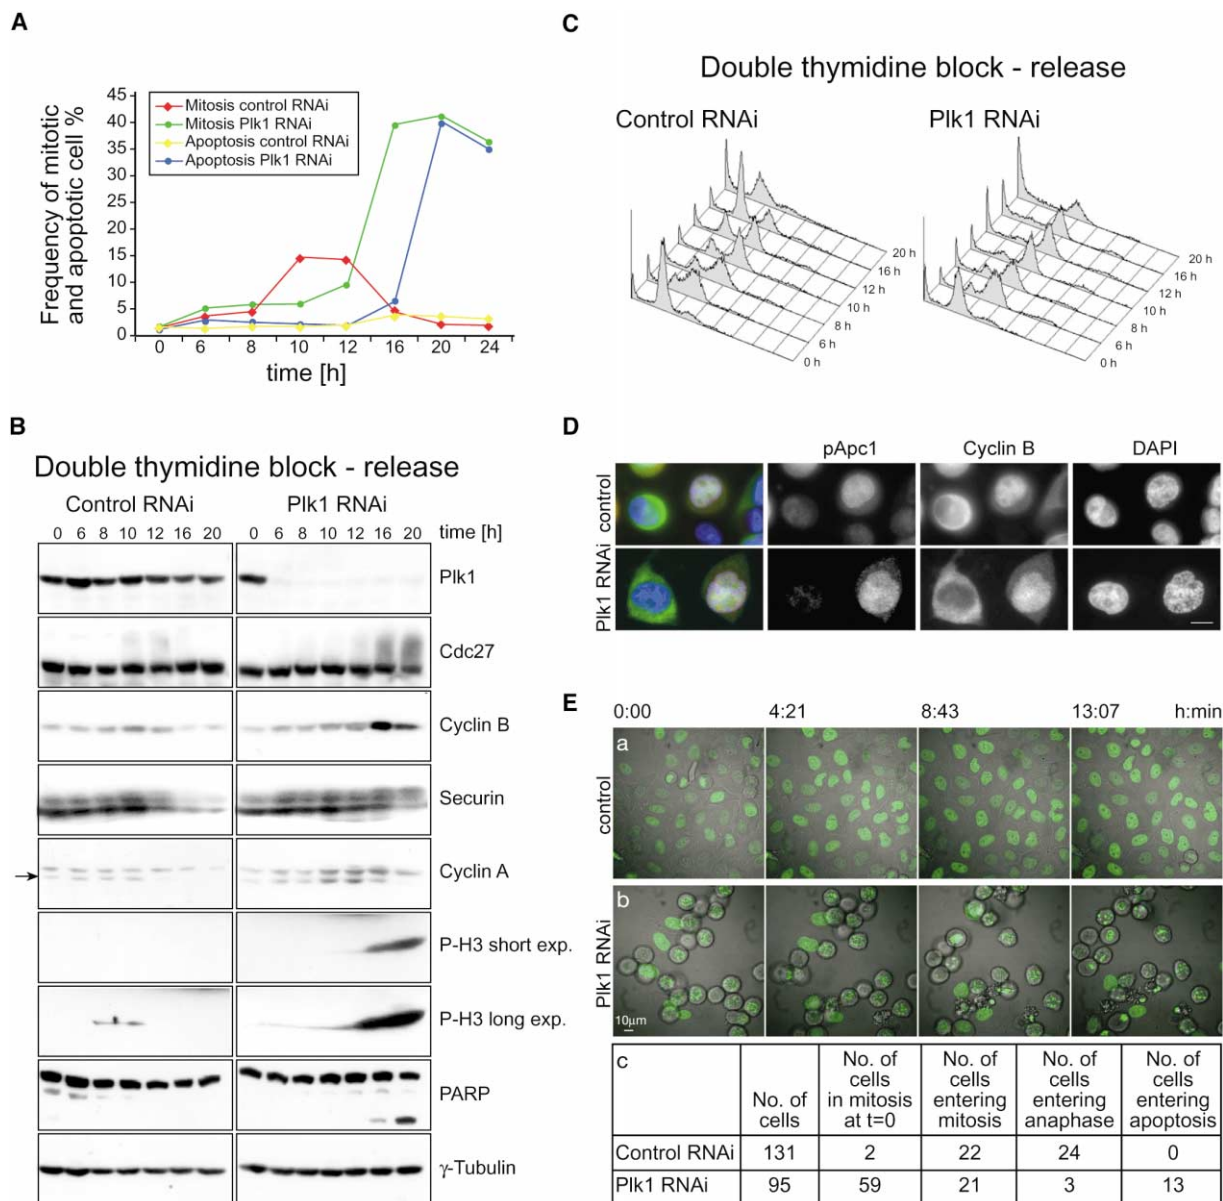 A
Frequency of mitotic
and apoptotic cell %
45
40
35
30
25
20
15
10
5
0
Mitosis control RNAi
Mitosis Plk1 RNAi
Apoptosis control RNAi
Apoptosis Plk1 RNAi
0 6 8 10 12 16 20 24
time [h]
B
Double thymidine block - release
Control RNAi Plk1 RNAi
0 6 8 10 12 16 20 0 6 8 10 12 16 20 time [h]
Plk1
Cdc27
Cyclin B
Securin
Cyclin A
P-H3 short exp.
P-H3 long exp.
PARP
γ-Tubulin
C
Double thymidine block - release
Control RNAi Plk1 RNAi
20 h
16 h
12 h
10 h
8 h
6 h
0 h
20 h
16 h
12 h
10 h
8 h
6 h
0 h
D
pApc1 Cyclin B DAPI
control
Plk1 RNAi
E
0:00 4:21 8:43 13:07 h:min
a
control
b
Plk1 RNAi
10μm
c
No. of
cells
No. of
cells
in mitosis
at t=0
No. of
cells
entering
mitosis
No. of
cells
entering
anaphase
No. of
cells
entering
apoptosis
Control RNAi 131 2 22 24 0
Plk1 RNAi 95 59 21 3 13